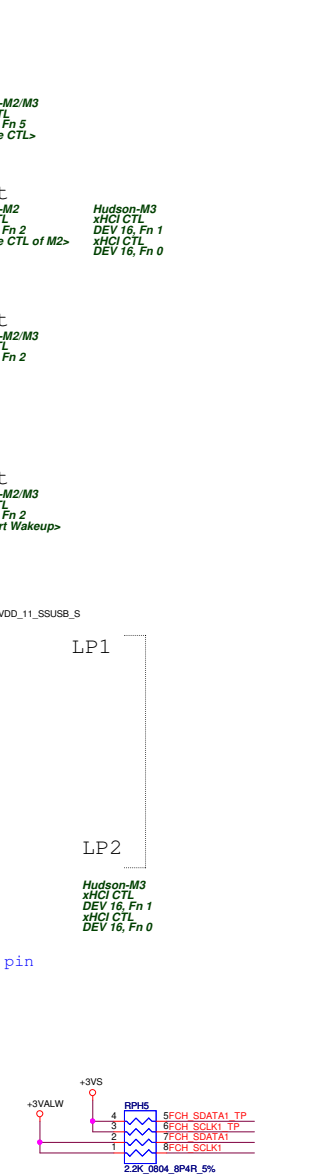 -M2/M3
TL
Fn 5
e CTL>
t
-M2
TL
Fn 2
e CTL of M2>
Hudson-M3
xHCI CTL
DEV 16, Fn 1
xHCI CTL
DEV 16, Fn 0
t
-M2/M3
TL
Fn 2
t
-M2/M3
TL
Fn 2
rt Wakeup>
VDD_11_SSUSB_S
LP1
LP2
Hudson-M3
xHCI CTL
DEV 16, Fn 1
xHCI CTL
DEV 16, Fn 0
pin
+3VS
+3VALW
RPH5
4 5 FCH_SDATA1_TP
3 6 FCH_SCLK1_TP
2 7 FCH_SDATA1
1 8 FCH_SCLK1
2.2K_0804_8P4R_5%